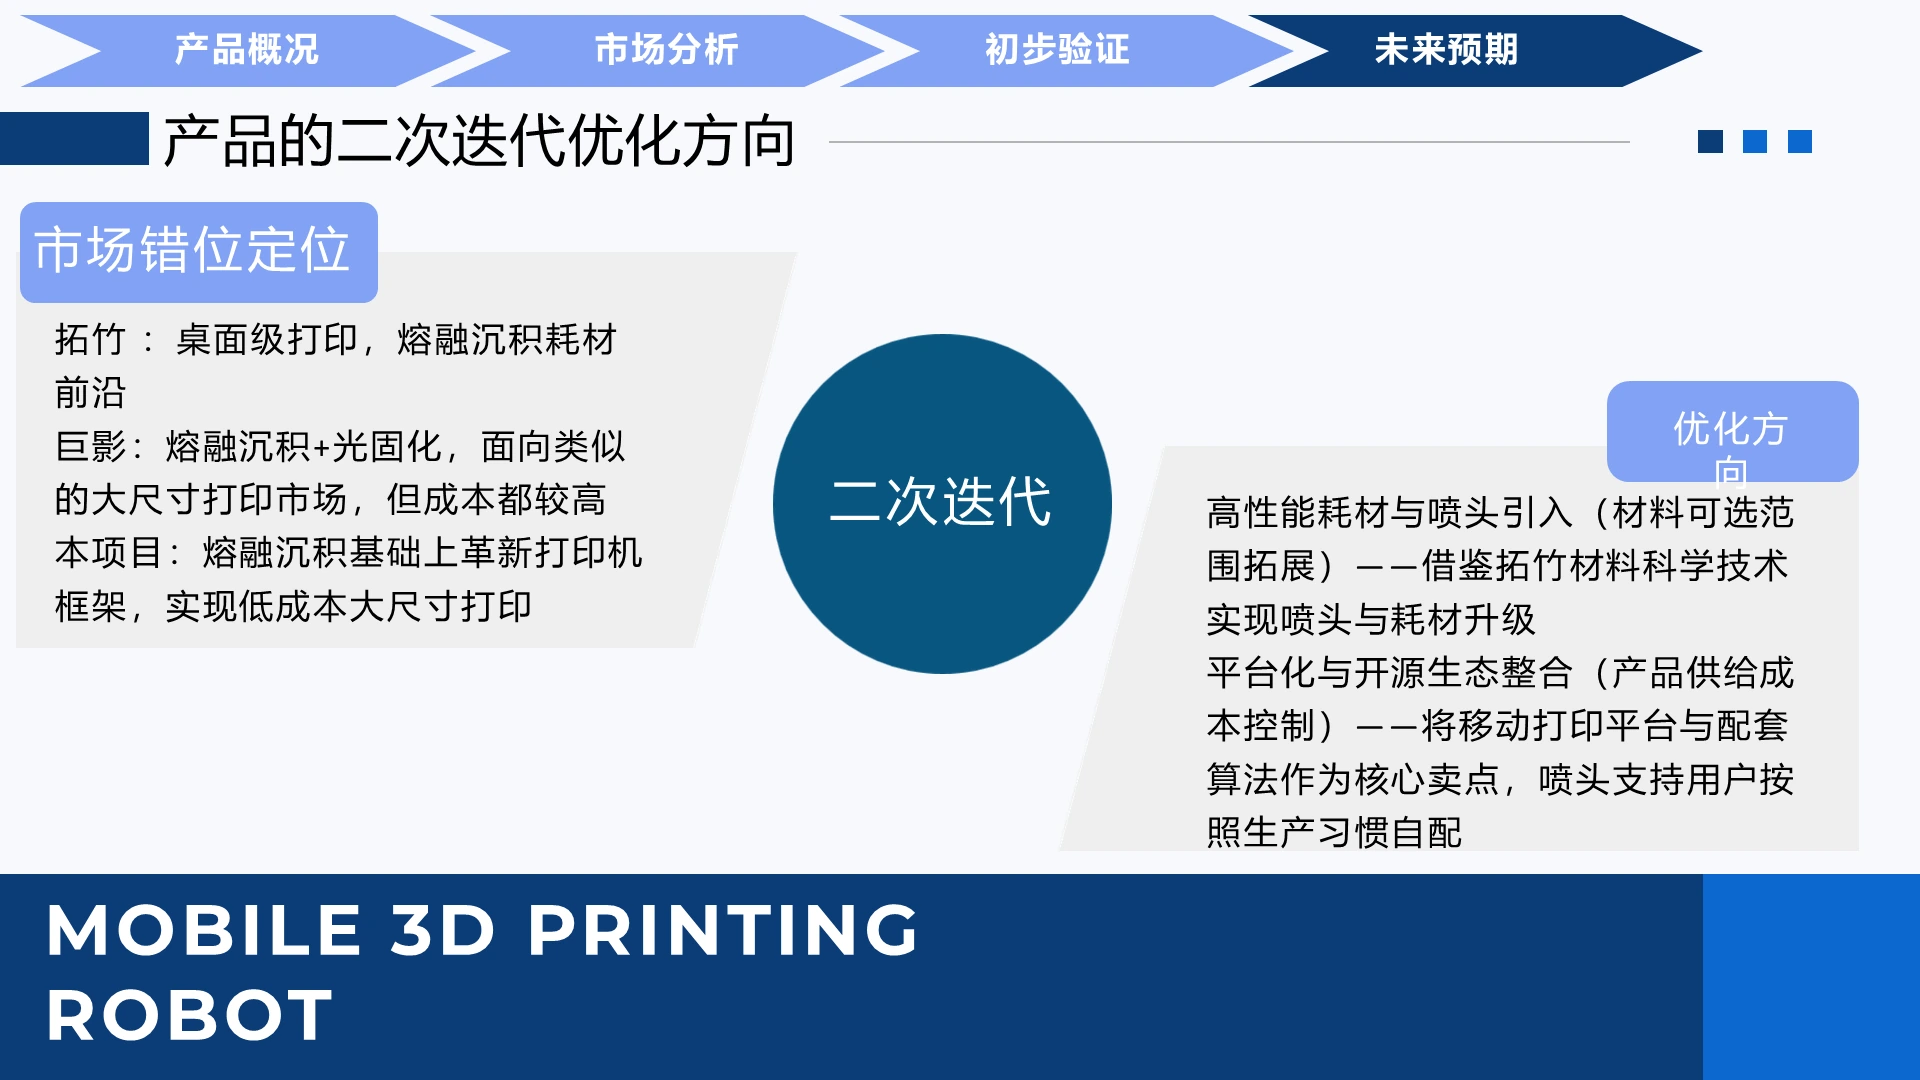 产品概况
市场分析
初步验证
未来预期
产品的二次迭代优化方向
市场错位定位
拓竹 ：桌面级打印，熔融沉积耗材
前沿
巨影：熔融沉积+光固化，面向类似
的大尺寸打印市场，但成本都较高
本项目：熔融沉积基础上革新打印机
框架，实现低成本大尺寸打印
二次迭代
优化方
向
高性能耗材与喷头引入（材料可选范
围拓展）——借鉴拓竹材料科学技术
实现喷头与耗材升级
平台化与开源生态整合（产品供给成
本控制）——将移动打印平台与配套
算法作为核心卖点，喷头支持用户按
照生产习惯自配
MOBILE 3D PRINTING
ROBOT